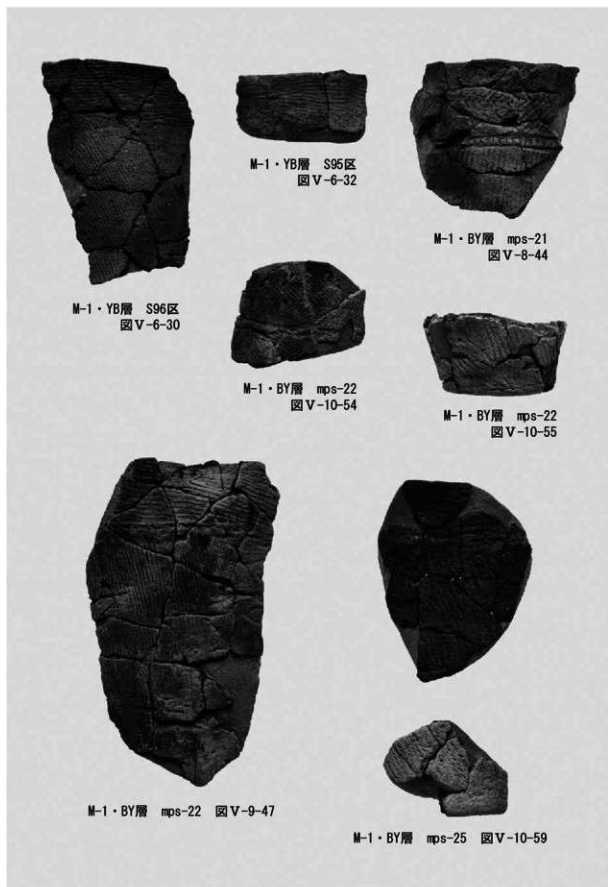 M-1・YB層 S95区
図Ⅴ-6-32
M-1・BY層 mps-21
図Ⅴ-8-44
M-1・YB層 S96区
図Ⅴ-6-30
M-1・BY層 mps-22
図Ⅴ-10-54
M-1・BY層 mps-22
図Ⅴ-10-55
M-1・BY層 mps-22 図Ⅴ-9-47
M-1・BY層 mps-25 図Ⅴ-10-59